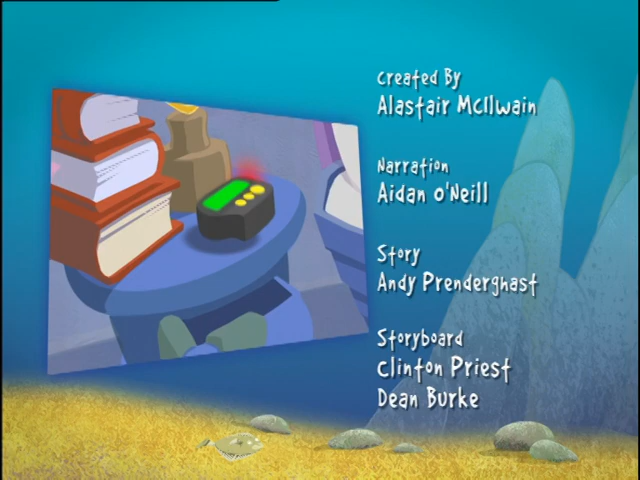 Created By
Alastair McIlwain
Narration
Aidan O'Neill
Story
Andy Prenderghast
Storyboard
Clinton Priest
Dean Burke